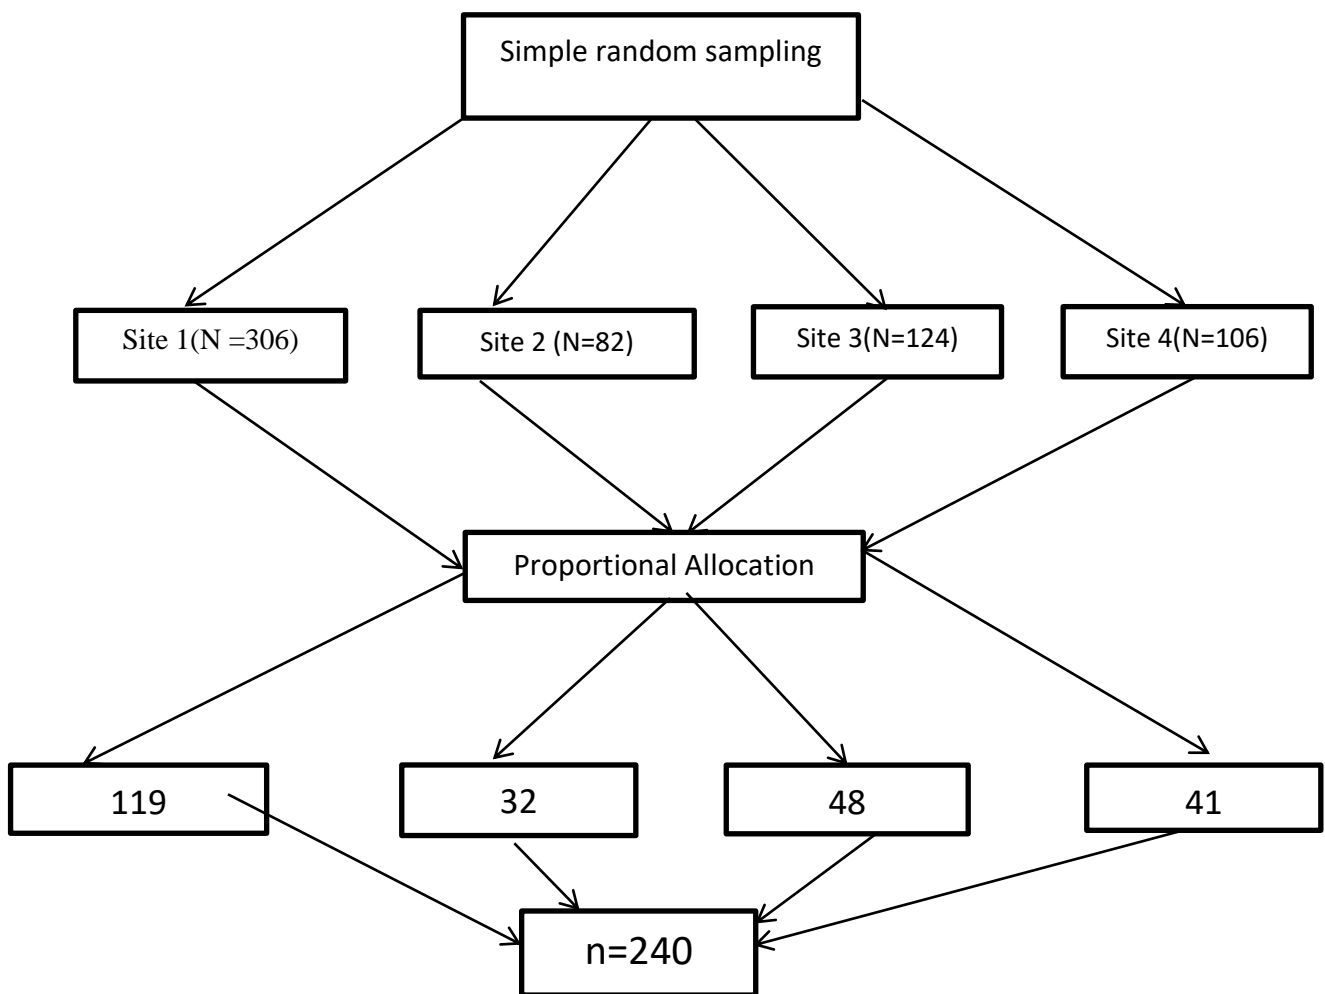 Simple random sampling
Site 1(N =306)
Site 2 (N=82)
Site 3(N=124)
Site 4(N=106)
Proportional Allocation
119
32
48
41
n=240